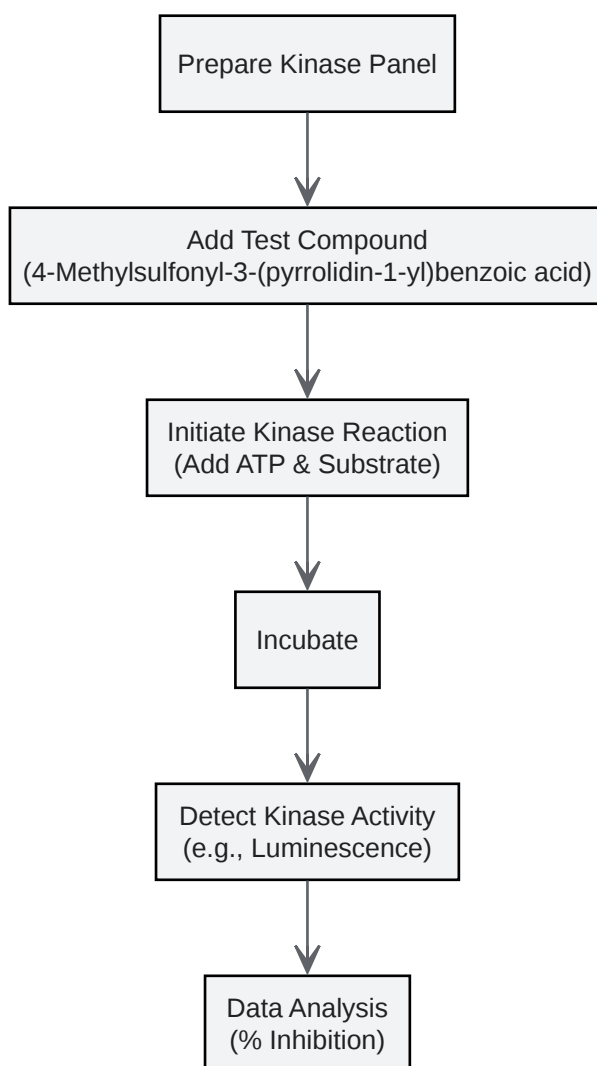 Prepare Kinase Panel
Add Test Compound
(4-Methylsulfonyl-3-(pyrrolidin-1-yl)benzoic acid)
Initiate Kinase Reaction
(Add ATP & Substrate)
Incubate
Detect Kinase Activity
(e.g., Luminescence)
Data Analysis
(% Inhibition)